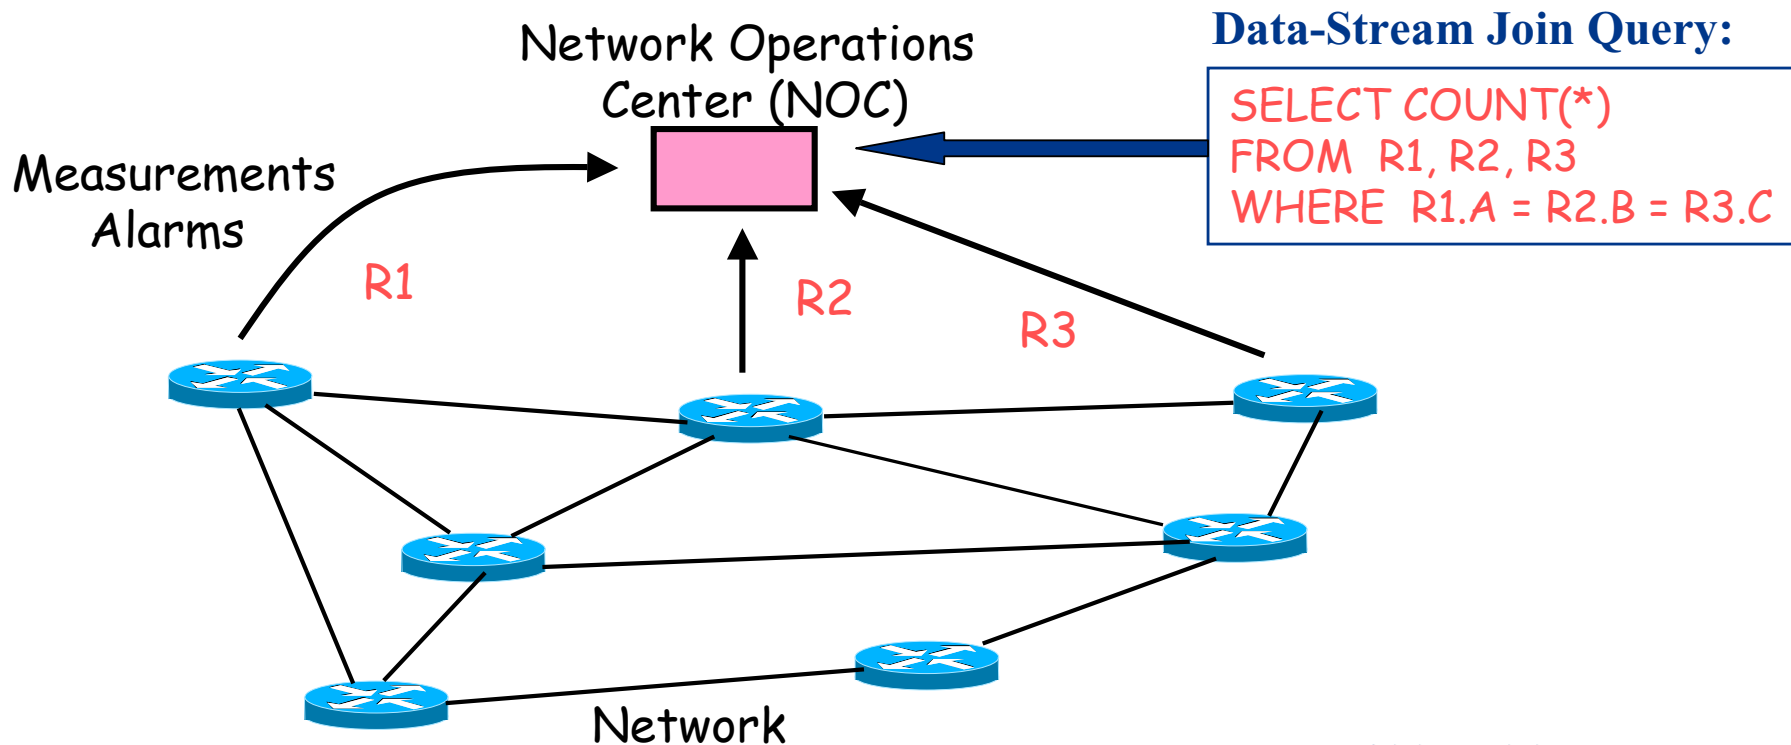 Network Operations
Center (NOC)
Data-Stream Join Query:
SELECT COUNT(*)
FROM R1, R2, R3
WHERE R1.A = R2.B = R3.C
Measurements
Alarms
R1
R2
R3
Network